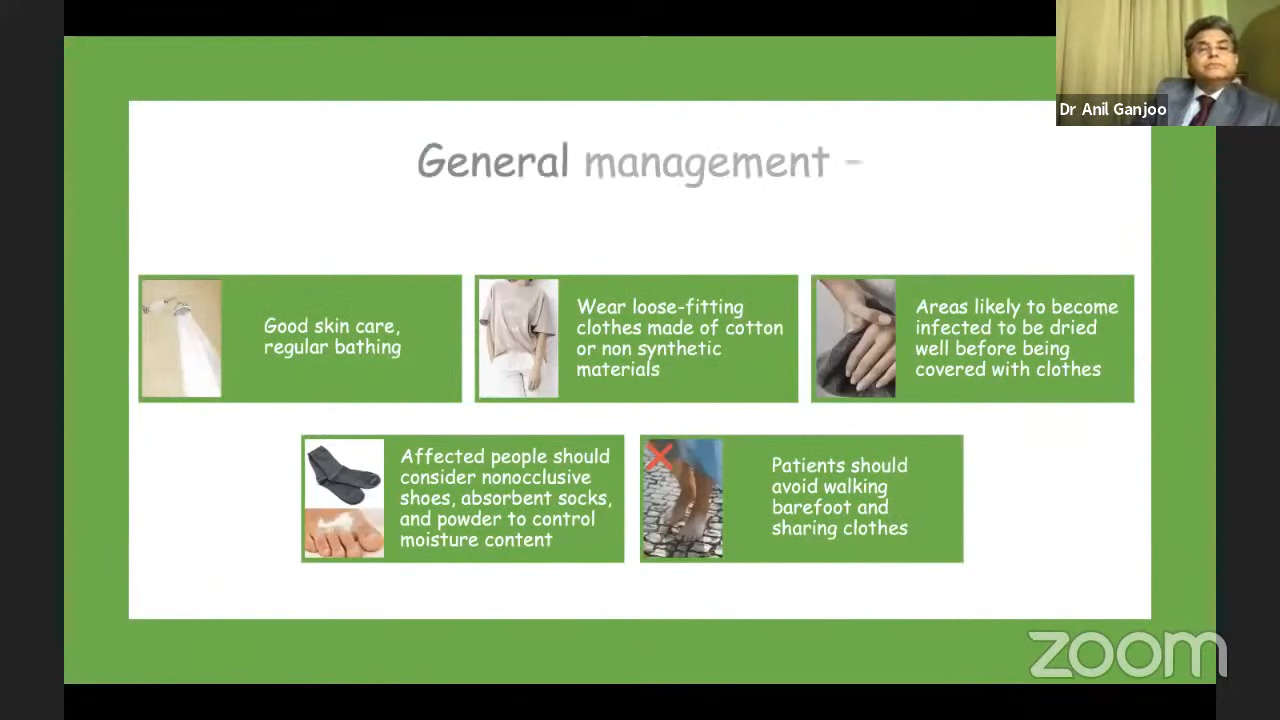 Dr Anil Ganjoo
General management –
Good skin care,
regular bathing
Wear loose-fitting
clothes made of cotton
or non synthetic
materials
Areas likely to become
infected to be dried
well before being
covered with clothes
Affected people should
consider nonocclusive
shoes, absorbent socks,
and powder to control
moisture content
Patients should
avoid walking
barefoot and
sharing clothes
zoom